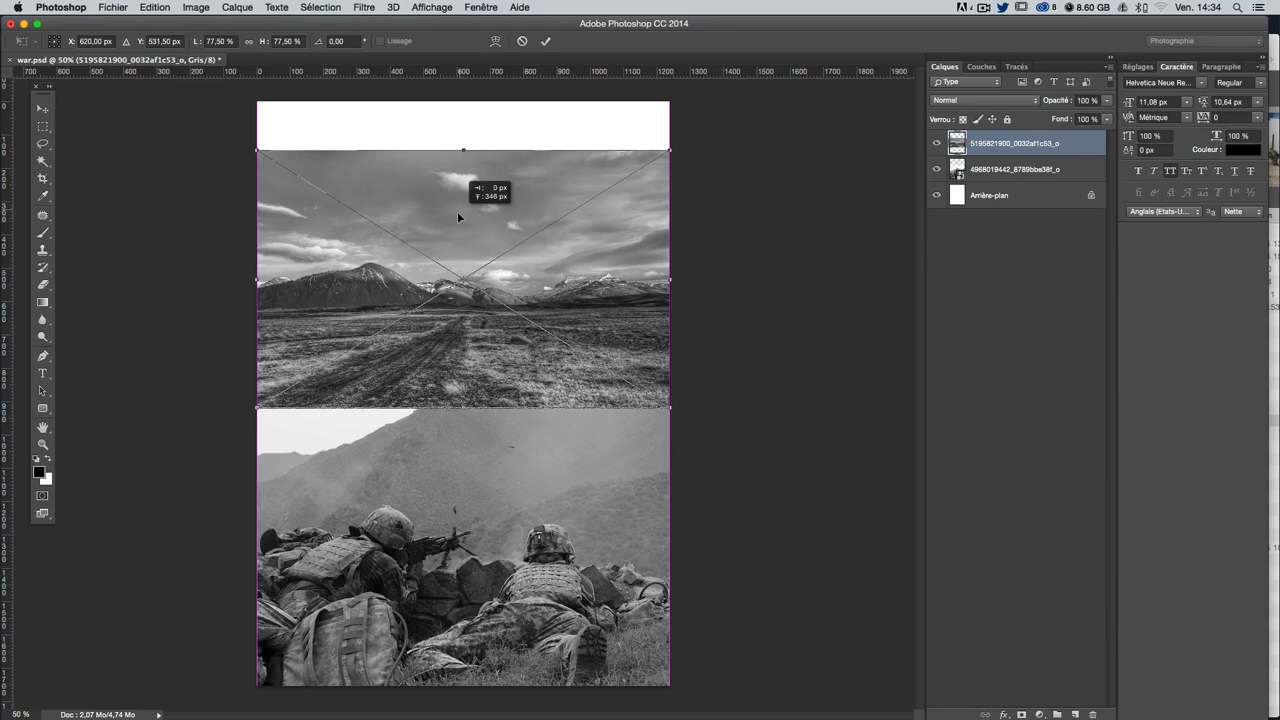 Photoshop Fichier Edition Image Calque Texte Sélection Filtre 3D Affichage Fenêtre Aide
8 8.60 GB Ven. 14:34
Adobe Photoshop CC 2014
X: 620,00 px Y: 531,50 px L: 77,50 % H: 77,50 % 0,00 Lissage Photographie
war.psd @ 50% (5195821900_0032af1c53_o, Gris/8) *
700 600 500 400 300 200 100 0 100 200 300 400 500 600 700 800 900 1000 1100 1200 1300 1400 1500 1600 1700 1800 1900
Calques Couches Tracés
Réglages Caractère Paragraphe
Type
Helvetica Neue Re... Regular
Normal Opacité : 100 %
11,08 px 10,64 px
Verrou : Fond : 100 %
Métrique 0
5195821900_0032af1c53_o
100 % 100 %
0 px Couleur :
4968019442_8789bbe38f_o
Arrière-plan
T T TT Tr T T T T
Anglais (Etats-U... aa Nette
H : 0 px
T : 346 px
50 % Doc : 2,07 Mo/4,74 Mo